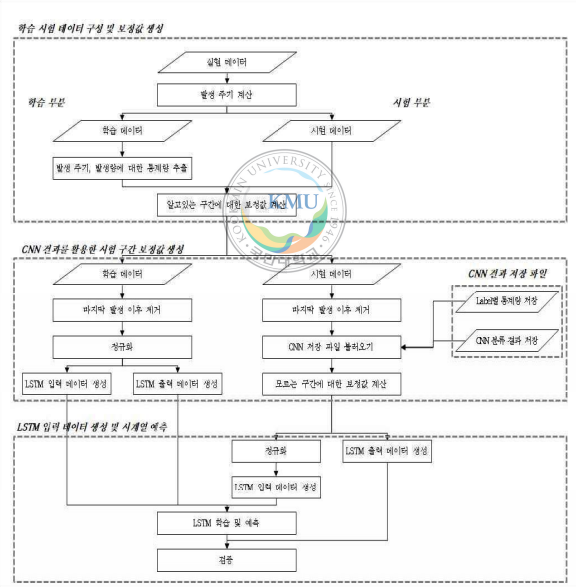 학습 시험 데이터 구성 및 보정값 생성
실험 데이터
발생 주기 계산
학습 부분
시험 부분
학습 데이터
시험 데이터
발생 주기, 발생량에 대한 통계량 추출
알고있는 구간에 대한 보정값 계산
KOOKMIN UNIVERSITY SINCE 1946
KMU
국민대학교
CNN 결과를 활용한 시험 구간 보정값 생성
학습 데이터
시험 데이터
CNN 결과 저장 파일
마지막 발생 이후 제거
마지막 발생 이후 제거
Label별 통계량 저장
정규화
CNN 저장 파일 불러오기
CNN 분류 결과 저장
LSTM 입력 데이터 생성
LSTM 출력 데이터 생성
모르는 구간에 대한 보정값 계산
LSTM 입력 데이터 생성 및 시계열 예측
정규화
LSTM 출력 데이터 생성
LSTM 입력 데이터 생성
LSTM 학습 및 예측
검증